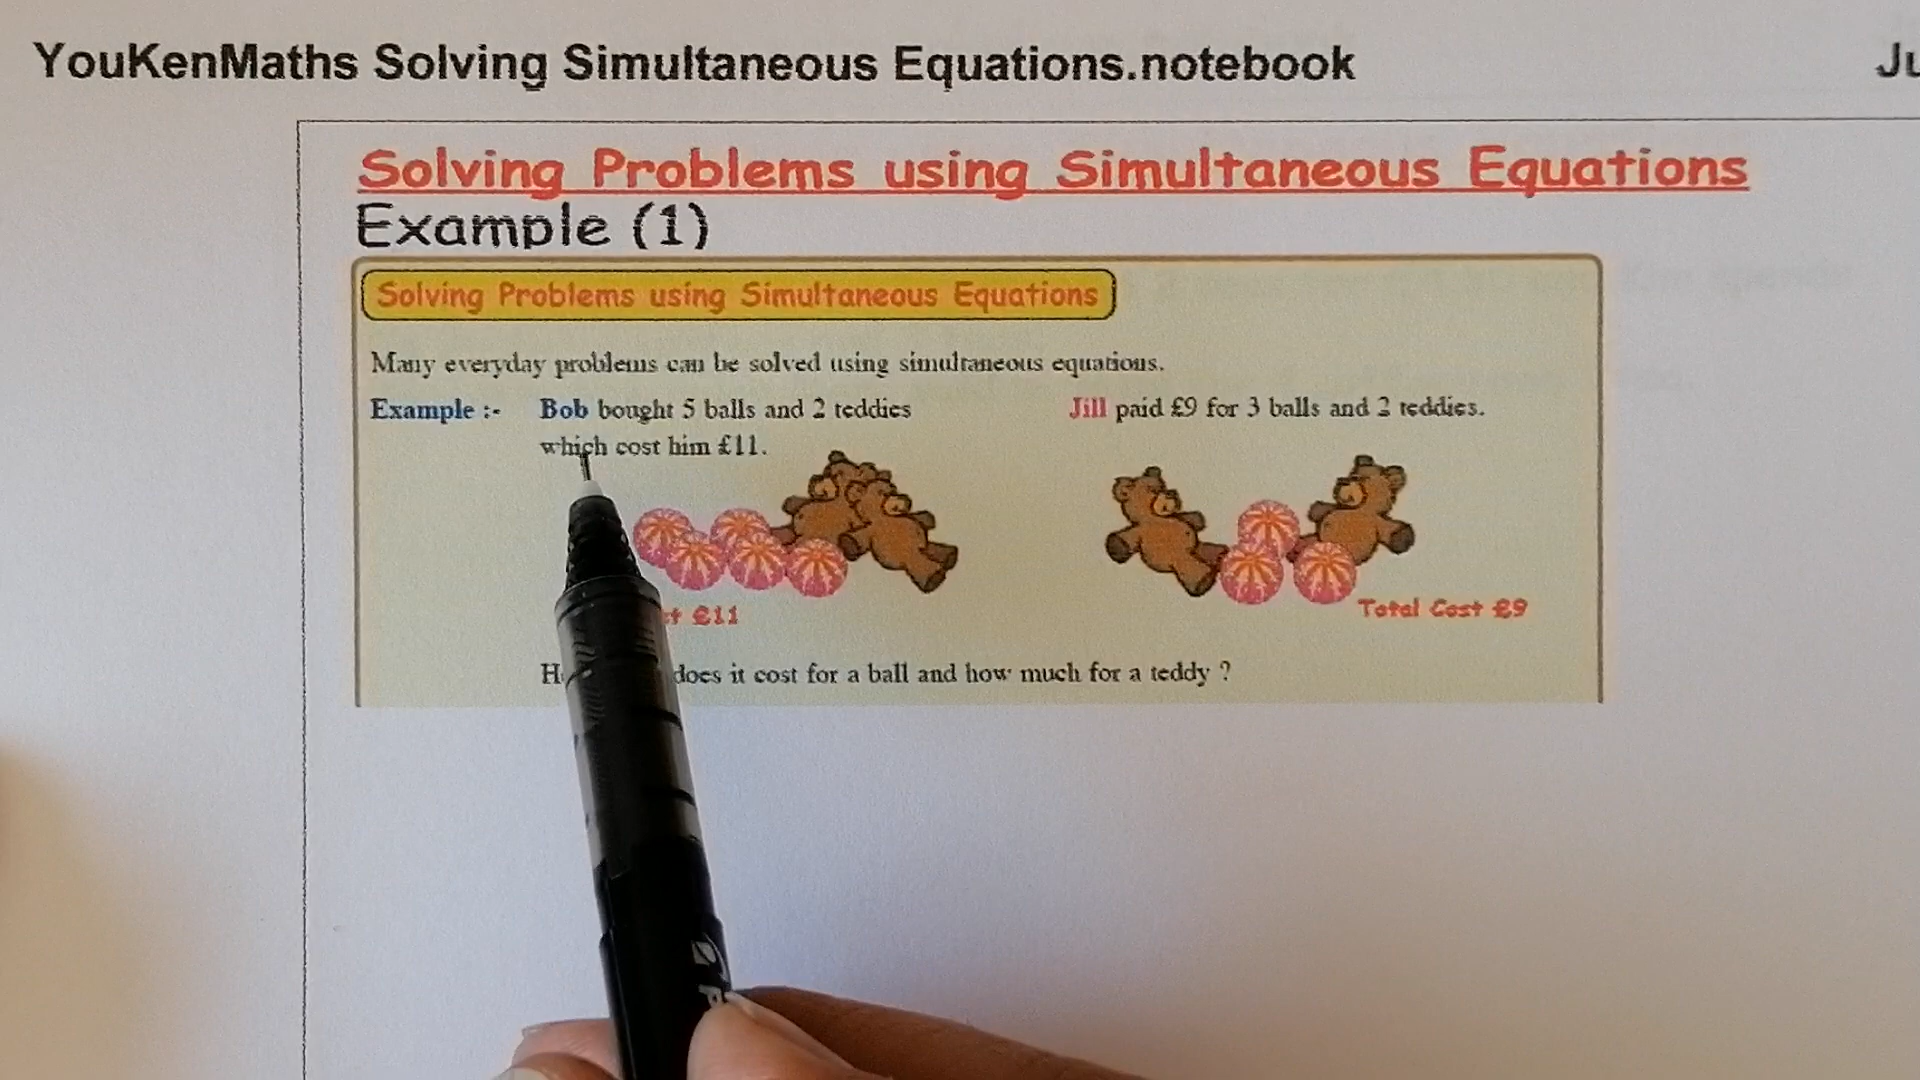 YouKenMaths Solving Simultaneous Equations.notebook Ju
Solving Problems using Simultaneous Equations
Example (1)
Solving Problems using Simultaneous Equations
Many everyday problems can be solved using simultaneous equations.
Example :- Bob bought 5 balls and 2 teddies
which cost him £11.
Jill paid £9 for 3 balls and 2 teddies.
£11
Total Cost £9
does it cost for a ball and how much for a teddy ?